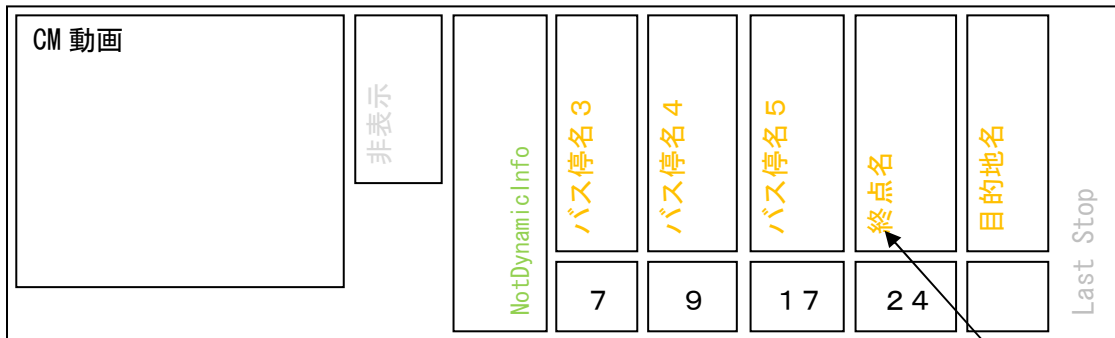 CM 動画
非表示
NotDynamicInfo
バス停名３
バス停名４
バス停名５
終点名
目的地名
Last Stop
７
９
１７
２４